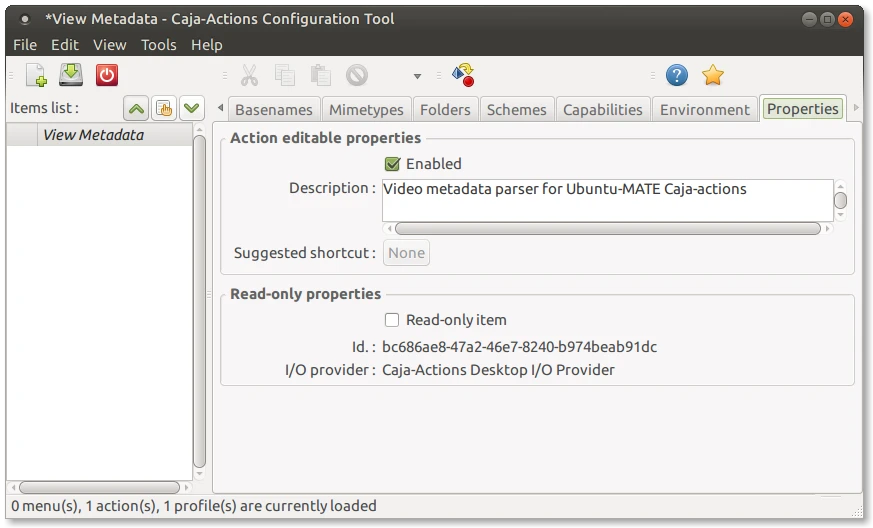 *View Metadata - Caja-Actions Configuration Tool
File Edit View Tools Help
Items list :
Basenames Mimetypes Folders Schemes Capabilities Environment Properties
View Metadata
Action editable properties
Enabled
Description : Video metadata parser for Ubuntu-MATE Caja-actions
Suggested shortcut : None
Read-only properties
Read-only item
Id. : bc686ae8-47a2-46e7-8240-b974beab91dc
I/O provider : Caja-Actions Desktop I/O Provider
0 menu(s), 1 action(s), 1 profile(s) are currently loaded